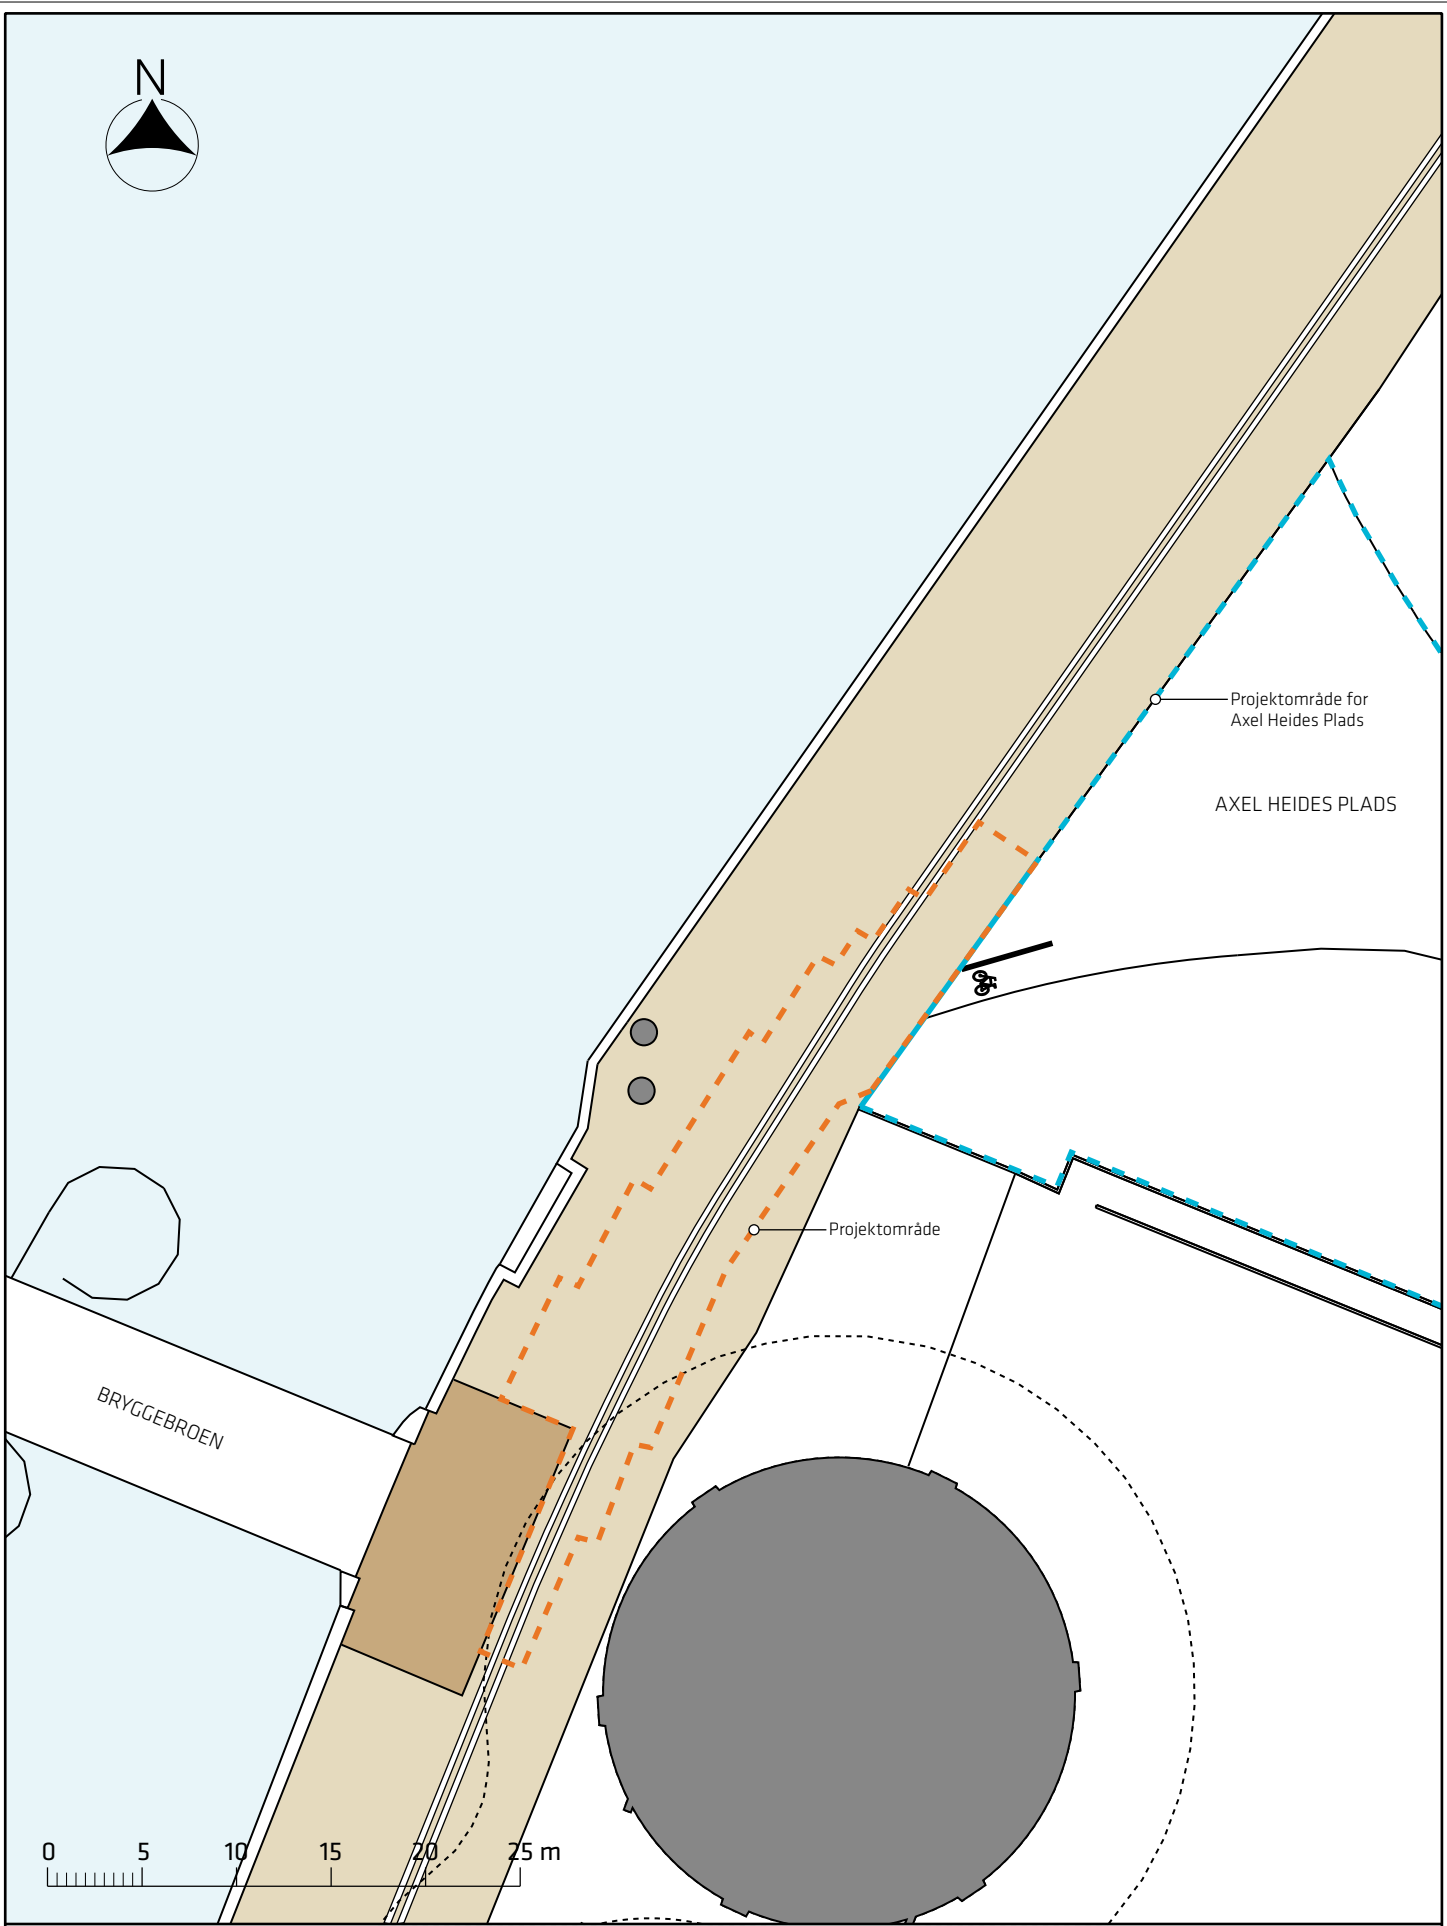 N
Projektområde for
Axel Heides Plads
AXEL HEIDES PLADS
Projektområde
BRYGGEBROEN
0 5 10 15 20 25 m